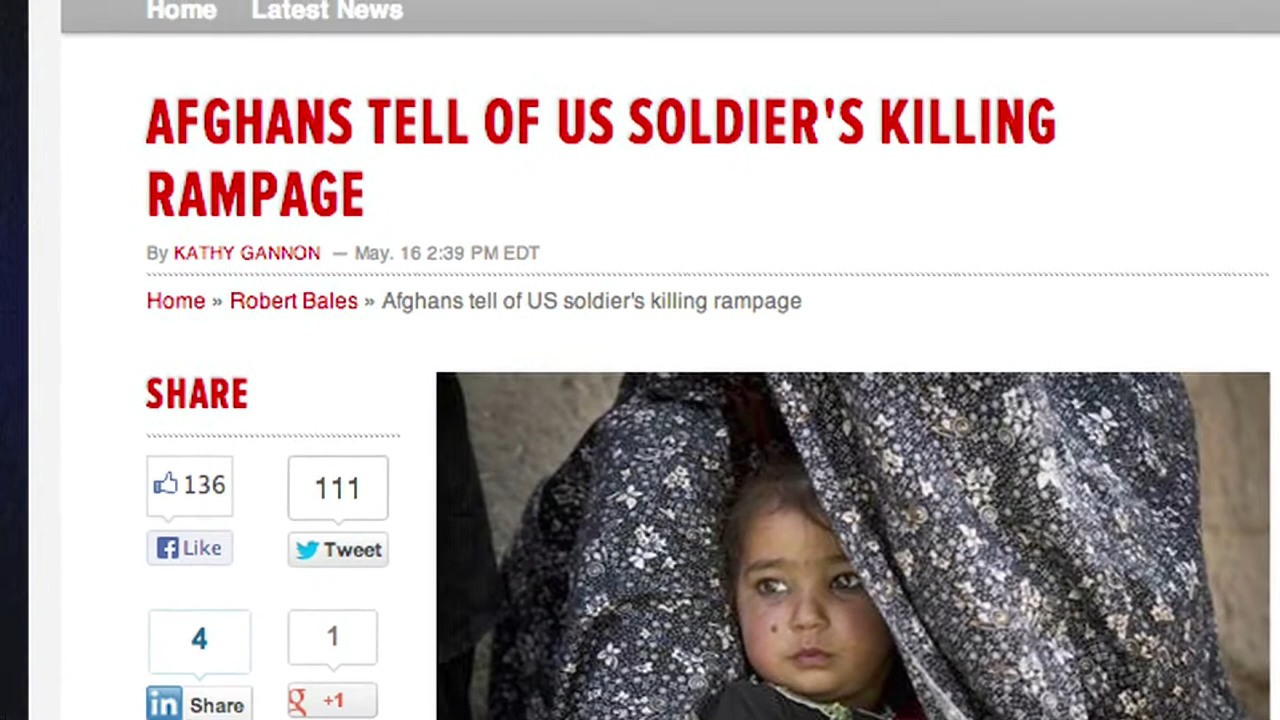 Home Latest News
AFGHANS TELL OF US SOLDIER'S KILLING
RAMPAGE
By KATHY GANNON — May. 16 2:39 PM EDT
Home » Robert Bales » Afghans tell of US soldier's killing rampage
SHARE
136 111
Like Tweet
4 1
in Share g +1